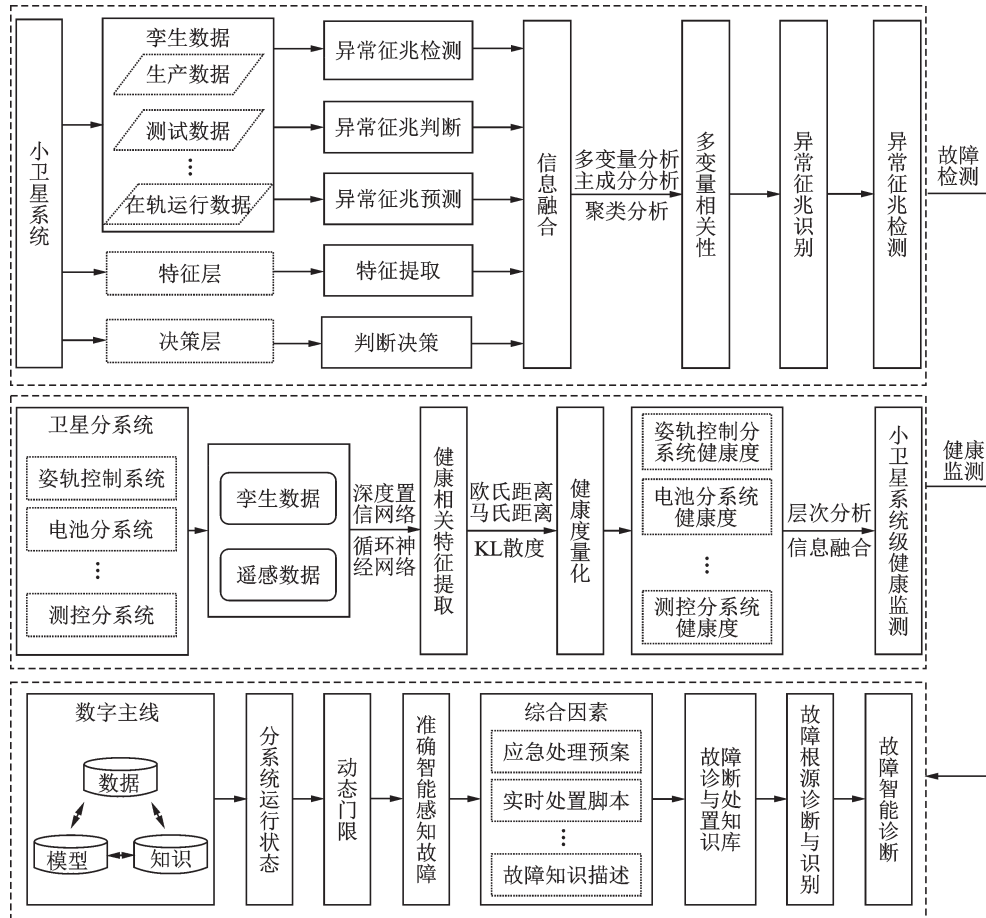 小卫星系统
孪生数据
生产数据
测试数据
⋮
在轨运行数据
特征层
决策层
异常征兆检测
异常征兆判断
异常征兆预测
特征提取
判断决策
信息融合
多变量分析
主成分分析
聚类分析
多变量相关性
异常征兆识别
异常征兆检测
故障
检测
卫星分系统
姿轨控制系统
电池分系统
⋮
测控分系统
孪生数据
遥感数据
深度置
信网络
循环神
经网络
健康相关特征提取
欧氏距离
马氏距离
KL散度
健康度量化
姿轨控制分
系统健康度
电池分系统
健康度
⋮
测控分系统
健康度
层次分析
信息融合
小卫星系统级健康监测
健康
监测
数字主线
数据
模型
知识
分系统运行状态
动态门限
准确智能感知故障
综合因素
应急处理预案
实时处置脚本
⋮
故障知识描述
故障
诊断
与处
置知
识库
故障根源诊断与识别
故障智能诊断